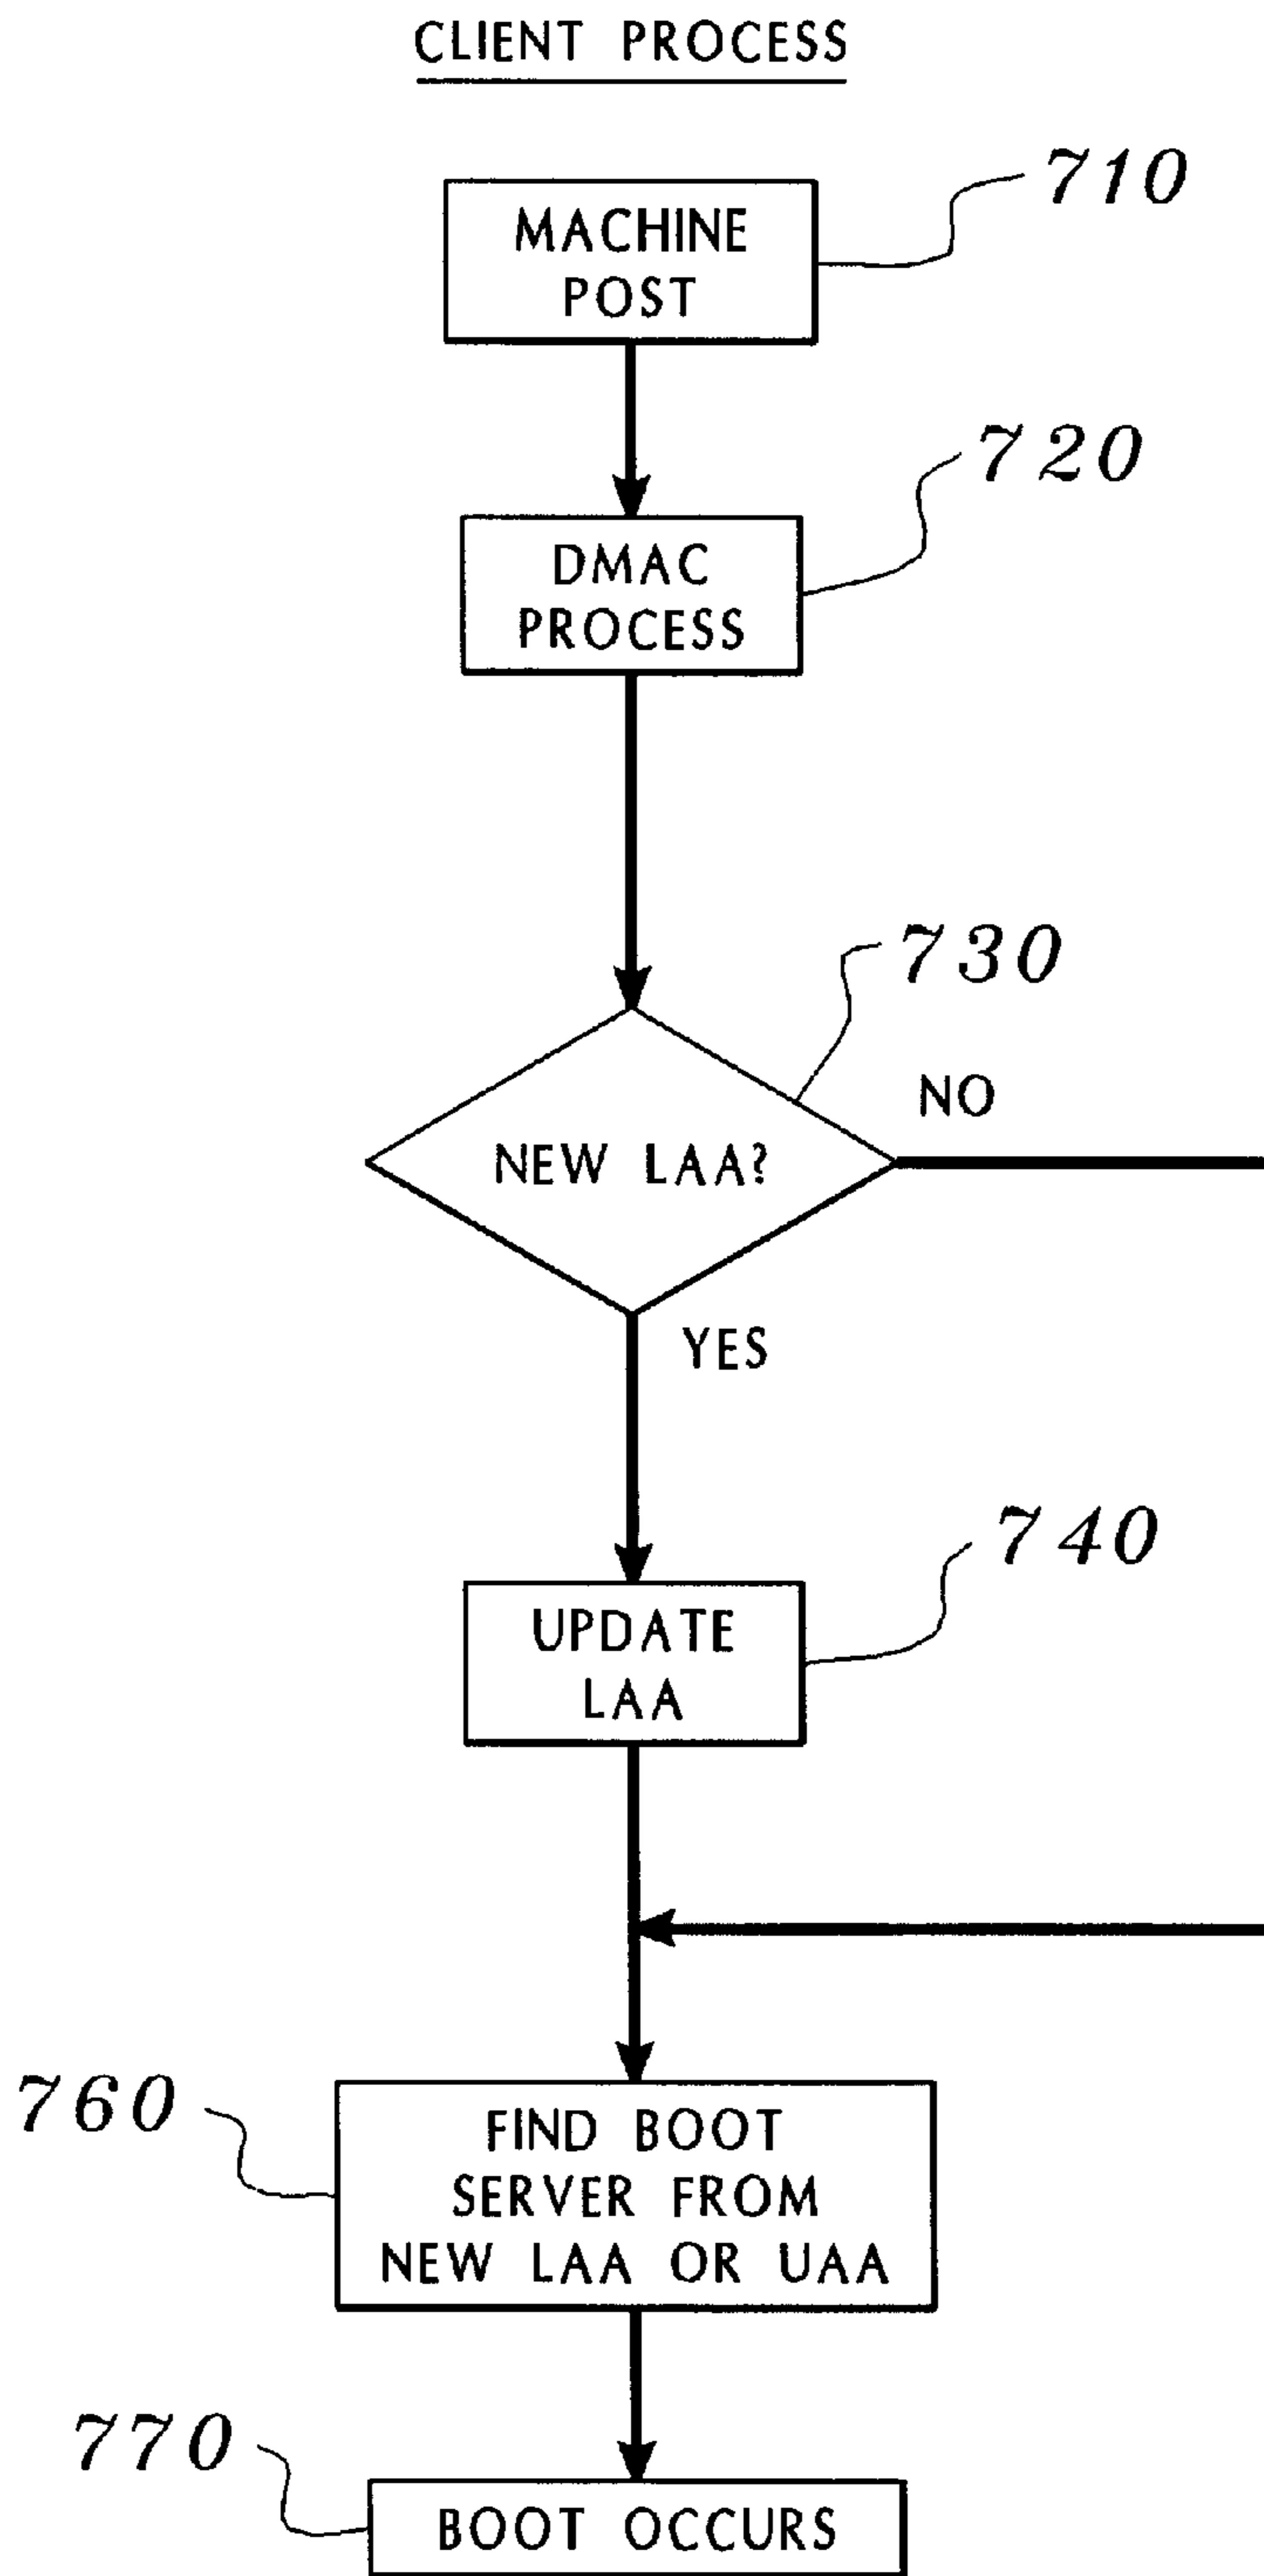 CLIENT PROCESS
710
MACHINE
POST
720
DMAC
PROCESS
730
NO
NEW LAA?
YES
740
UPDATE
LAA
760
FIND BOOT
SERVER FROM
NEW LAA OR UAA
770
BOOT OCCURS